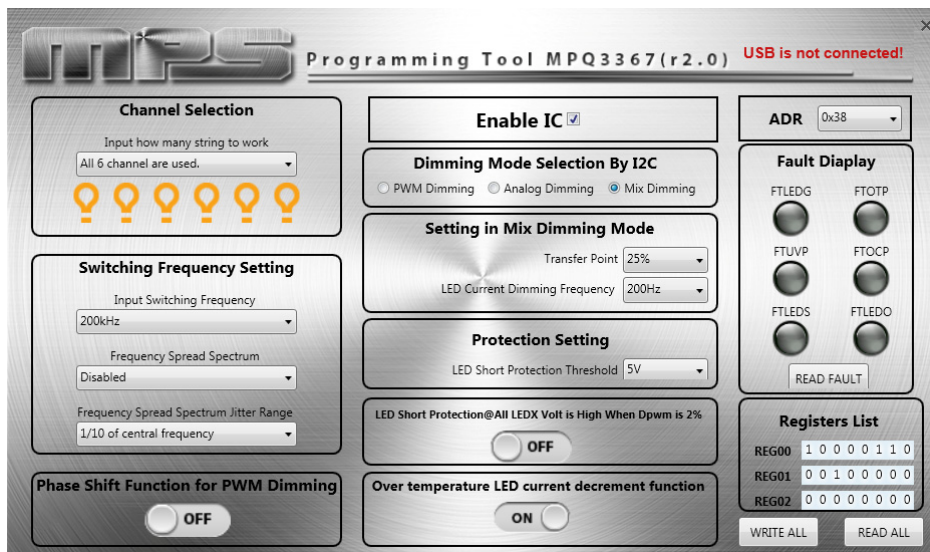 mps
Programming Tool MPQ3367(r2.0)
USB is not connected!
Channel Selection
Input how many string to work
All 6 channel are used.
Switching Frequency Setting
Input Switching Frequency
200kHz
Frequency Spread Spectrum
Disabled
Frequency Spread Spectrum Jitter Range
1/10 of central frequency
Phase Shift Function for PWM Dimming
OFF
Enable IC
Dimming Mode Selection By I2C
PWM Dimming Analog Dimming Mix Dimming
Setting in Mix Dimming Mode
Transfer Point 25%
LED Current Dimming Frequency 200Hz
Protection Setting
LED Short Protection Threshold 5V
LED Short Protection@All LEDX Volt is High When Dpwm is 2%
OFF
Over temperature LED current decrement function
ON
ADR 0x38
Fault Diaplay
FTLEDG FTOTP
FTUVP FTOCP
FTLEDS FTLEDO
READ FAULT
Registers List
REG00 1 0 0 0 0 1 1 0
REG01 0 0 1 0 0 0 0 0
REG02 0 0 0 0 0 0 0 0
WRITE ALL READ ALL